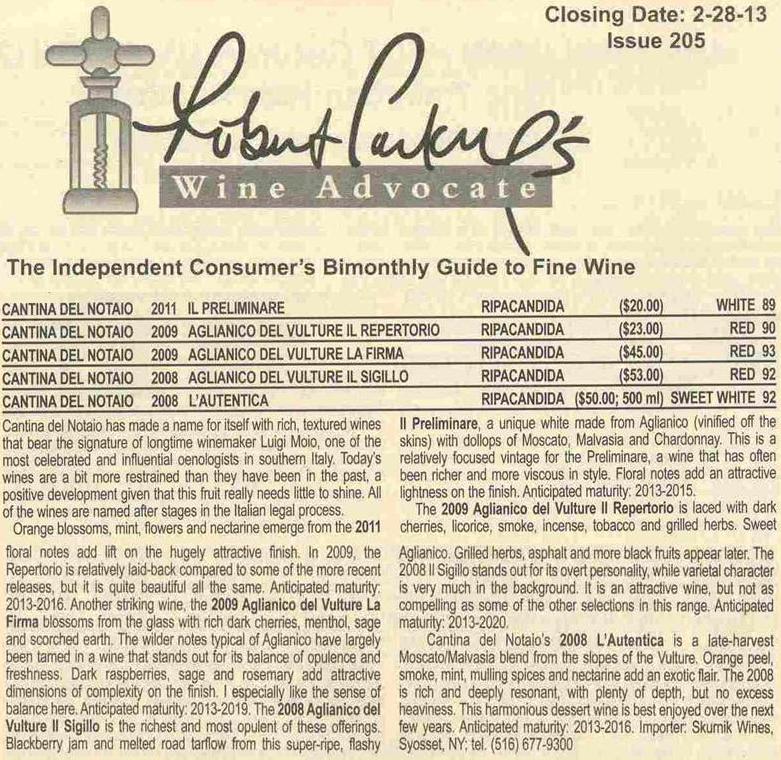 Closing Date: 2-28-13
Issue 205
Robert Parker's
Wine Advocate
The Independent Consumer's Bimonthly Guide to Fine Wine
CANTINA DEL NOTAIO 2011 IL PRELIMINARE RIPACANDIDA ($20.00) WHITE 89
CANTINA DEL NOTAIO 2009 AGLIANICO DEL VULTURE IL REPERTORIO RIPACANDIDA ($23.00) RED 90
CANTINA DEL NOTAIO 2009 AGLIANICO DEL VULTURE LA FIRMA RIPACANDIDA ($45.00) RED 93
CANTINA DEL NOTAIO 2008 AGLIANICO DEL VULTURE IL SIGILLO RIPACANDIDA ($53.00) RED 92
CANTINA DEL NOTAIO 2008 L'AUTENTICA RIPACANDIDA ($50.00; 500 ml) SWEET WHITE 92
Cantina del Notaio has made a name for itself with rich, textured wines
that bear the signature of longtime winemaker Luigi Moio, one of the
most celebrated and influential oenologists in southern Italy. Today's
wines are a bit more restrained than they have been in the past, a
positive development given that this fruit really needs little to shine. All
of the wines are named after stages in the Italian legal process.
Orange blossoms, mint, flowers and nectarine emerge from the 2011
Il Preliminare, a unique white made from Aglianico (vinified off the
skins) with dollops of Moscato, Malvasia and Chardonnay. This is a
relatively focused vintage for the Preliminare, a wine that has often
been richer and more viscous in style. Floral notes add an attractive
lightness on the finish. Anticipated maturity: 2013-2015.
The 2009 Aglianico del Vulture Il Repertorio is laced with dark
cherries, licorice, smoke, incense, tobacco and grilled herbs. Sweet
floral notes add lift on the hugely attractive finish. In 2009, the
Repertorio is relatively laid-back compared to some of the more recent
releases, but it is quite beautiful all the same. Anticipated maturity:
2013-2016. Another striking wine, the 2009 Aglianico del Vulture La
Firma blossoms from the glass with rich dark cherries, menthol, sage
and scorched earth. The wilder notes typical of Aglianico have largely
been tamed in a wine that stands out for its balance of opulence and
freshness. Dark raspberries, sage and rosemary add attractive
dimensions of complexity on the finish. I especially like the sense of
balance here. Anticipated maturity: 2013-2019. The 2008 Aglianico del
Vulture Il Sigillo is the richest and most opulent of these offerings.
Blackberry jam and melted road tarflow from this super-ripe, flashy
Aglianico. Grilled herbs, asphalt and more black fruits appear later. The
2008 Il Sigillo stands out for its overt personality, while varietal character
is very much in the background. It is an attractive wine, but not as
compelling as some of the other selections in this range. Anticipated
maturity: 2013-2020.
Cantina del Notaio's 2008 L'Autentica is a late-harvest
Moscato/Malvasia blend from the slopes of the Vulture. Orange peel,
smoke, mint, mulling spices and nectarine add an exotic flair. The 2008
is rich and deeply resonant, with plenty of depth, but no excess
heaviness. This harmonious dessert wine is best enjoyed over the next
few years. Anticipated maturity: 2013-2016. Importer: Skurnik Wines,
Syosset, NY; tel. (516) 677-9300